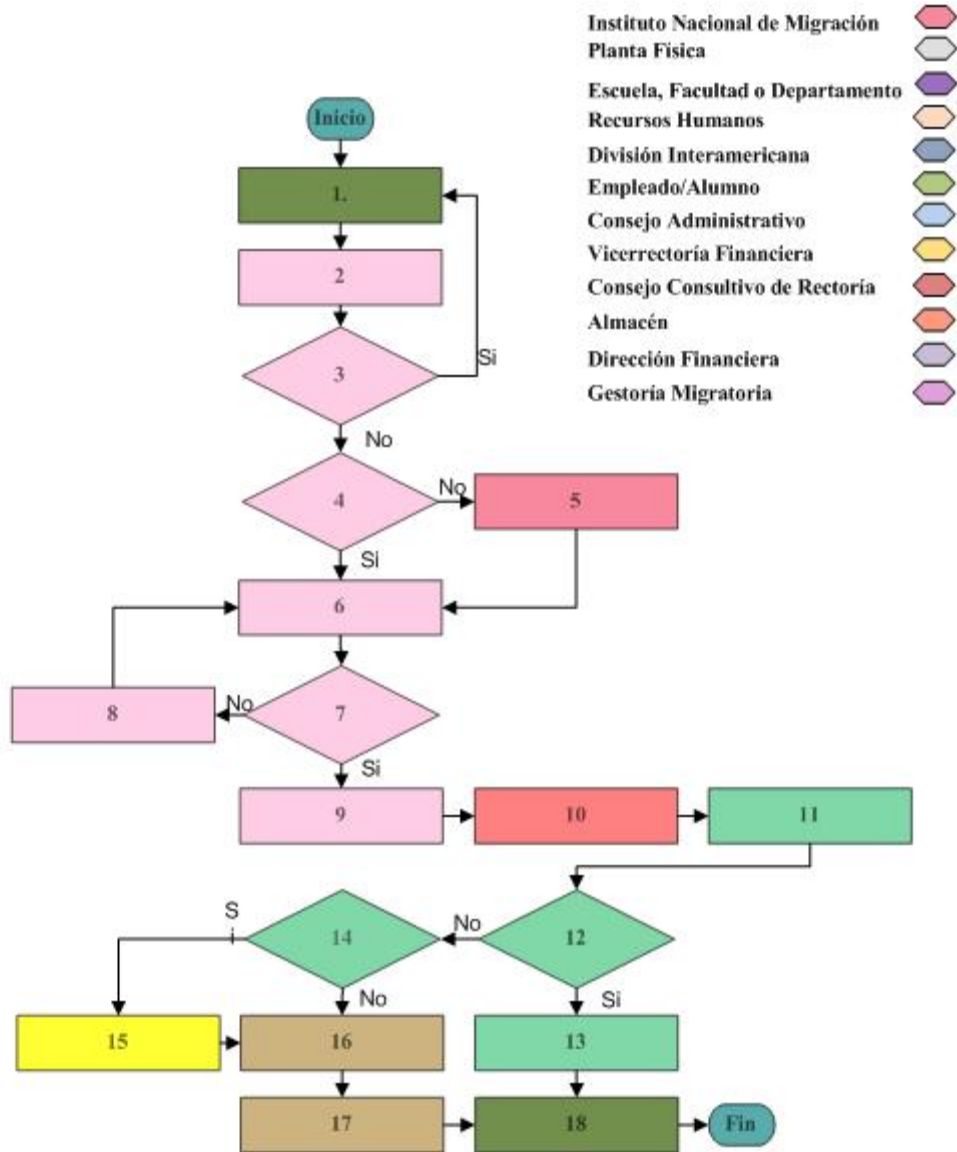 Instituto Nacional de Migración
Planta Física
Escuela, Facultad o Departamento
Recursos Humanos
División Interamericana
Empleado/Alumno
Consejo Administrativo
Vicerrectoría Financiera
Consejo Consultivo de Rectoría
Almacén
Dirección Financiera
Gestoría Migratoria
Inicio
1.
2
3
Si
No
4
No
5
Si
6
7
No
8
Si
9
10
11
12
No
14
S
i
No
Si
15
16
13
17
18
Fin